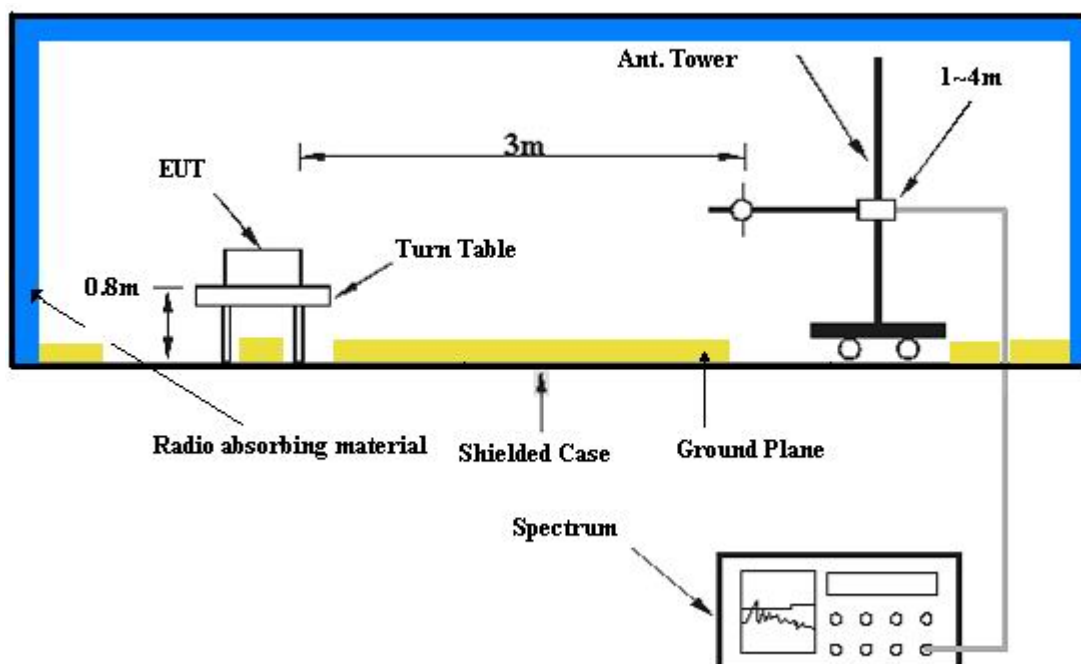 Ant. Tower
1~4m
3m
EUT
Turn Table
0.8m
Radio absorbing material
Shielded Case
Ground Plane
Spectrum